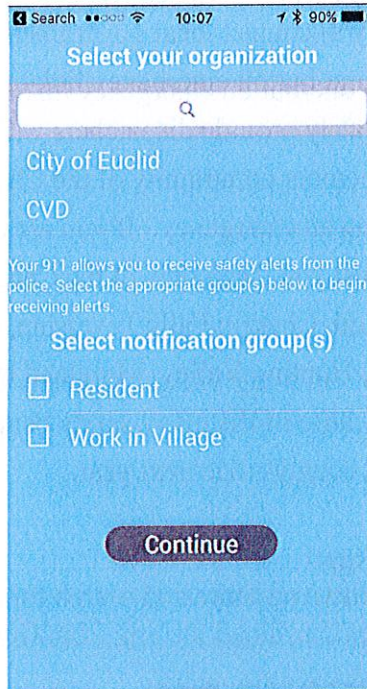 Search 10:07 90%
Select your organization
City of Euclid
CVD
Your 911 allows you to receive safety alerts from the
police. Select the appropriate group(s) below to begin
receiving alerts.
Select notification group(s)
Resident
Work in Village
Continue